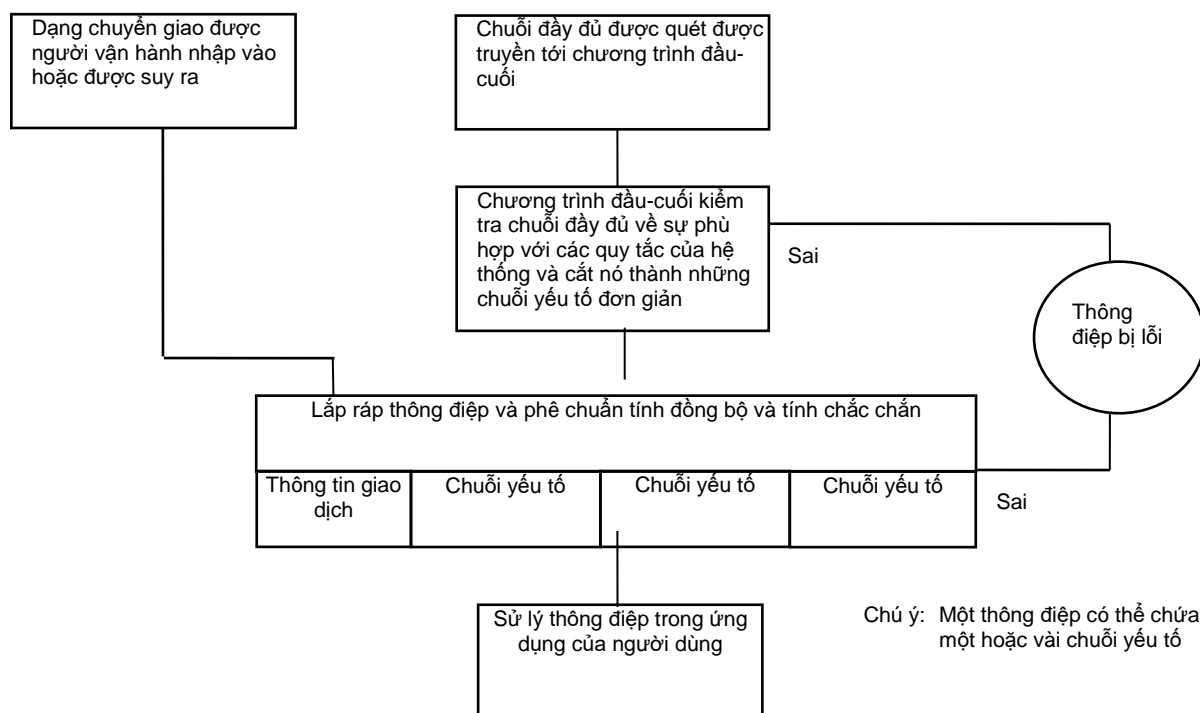 Dạng chuyển giao được
người vận hành nhập vào
hoặc được suy ra
Chuỗi đầy đủ được quét được
truyền tới chương trình đầu-
cuối
Chương trình đầu-cuối kiểm
tra chuỗi đầy đủ về sự phù
hợp với các quy tắc của hệ
thống và cắt nó thành những
chuỗi yếu tố đơn giản
Sai
Thông
điệp bị lỗi
Lắp ráp thông điệp và phê chuẩn tính đồng bộ và tính chắc chắn
Thông tin giao
dịch
Chuỗi yếu tố
Chuỗi yếu tố
Chuỗi yếu tố
Sai
Sử lý thông điệp trong ứng
dụng của người dùng
Chú ý: Một thông điệp có thể chứa
một hoặc vài chuỗi yếu tố